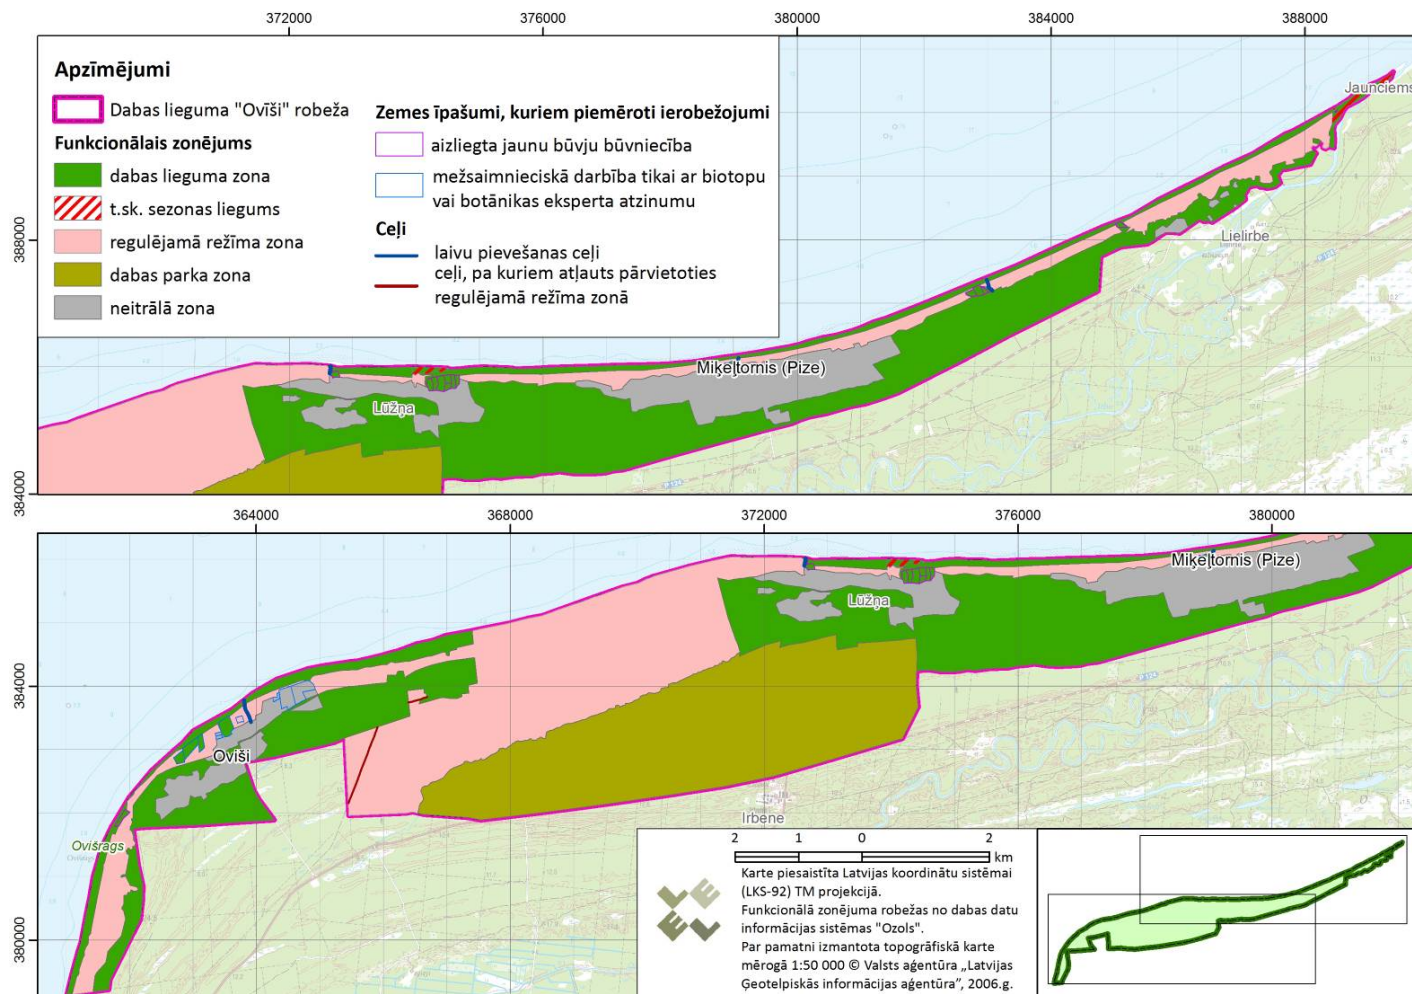 372000
376000
380000
384000
388000
Apzīmējumi
Dabas lieguma "Ovīši" robeža
Funkcionālais zonējums
dabas lieguma zona
t.sk. sezonas liegums
regulējamā režīma zona
dabas parka zona
neitrālā zona
Zemes īpašumi, kuriem piemēroti ierobežojumi
aizliegta jaunu būvju būvniecība
mežsaimnieciskā darbība tikai ar biotopu
vai botānikas eksperta atzinumu
Ceļi
laivu pievešanas ceļi
ceļi, pa kuriem atļauts pārvietoties
regulējamā režīma zonā
Jaunciems
388000
Lielirbe
Miķeļtornis (Pize)
Lūžņa
384000
364000
368000
372000
376000
380000
Miķeļtornis (Pize)
Lūžņa
384000
Oviši
Irbene
Ovišrags
380000
2 1 0 2
km
Karte piesaistīta Latvijas koordinātu sistēmai
(LKS-92) TM projekcijā.
Funkcionālā zonējuma robežas no dabas datu
informācijas sistēmas "Ozols".
Par pamatni izmantota topogrāfiskā karte
mērogā 1:50 000 © Valsts aģentūra „Latvijas
Ģeotelpiskās informācijas aģentūra”, 2006.g.